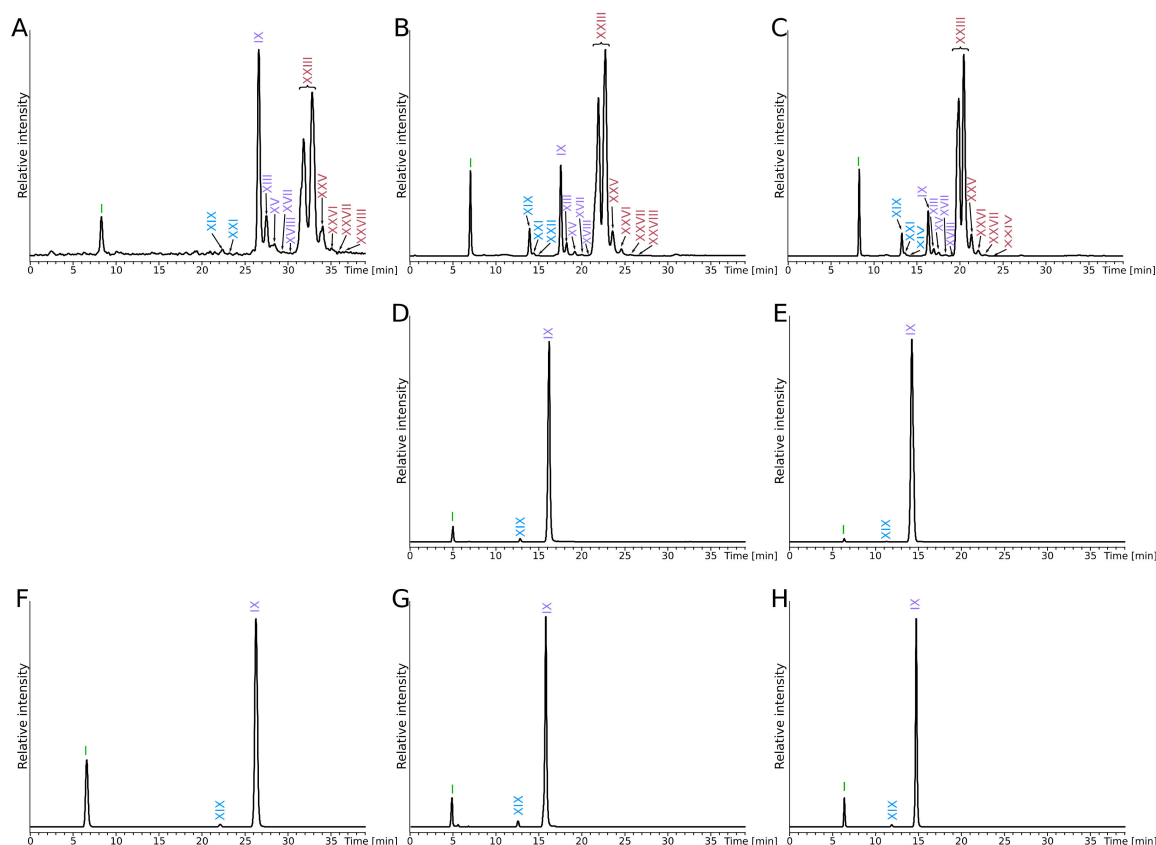 A
Relative intensity
I
XIX
XXI
IX
XIII
XV
XVII
XVIII
XXIII
XXV
XXVI
XXVII
XXVIII
0 5 10 15 20 25 30 35 Time [min]
B
Relative intensity
I
XIX
XXI
XXII
IX
XIII
XV
XVII
XVIII
XXIII
XXV
XXVI
XXVII
XXVIII
0 5 10 15 20 25 30 35 Time [min]
C
Relative intensity
I
XIX
XXI
XXIV
IX
XIII
XV
XVII
XVIII
XXIII
XXV
XXVI
XXVII
XXIV
0 5 10 15 20 25 30 35 Time [min]
D
Relative intensity
I
XIX
IX
0 5 10 15 20 25 30 35 Time [min]
E
Relative intensity
I
XIX
IX
0 5 10 15 20 25 30 35 Time [min]
F
Relative intensity
I
XIX
IX
0 5 10 15 20 25 30 35 Time [min]
G
Relative intensity
I
XIX
IX
0 5 10 15 20 25 30 35 Time [min]
H
Relative intensity
I
XIX
IX
0 5 10 15 20 25 30 35 Time [min]